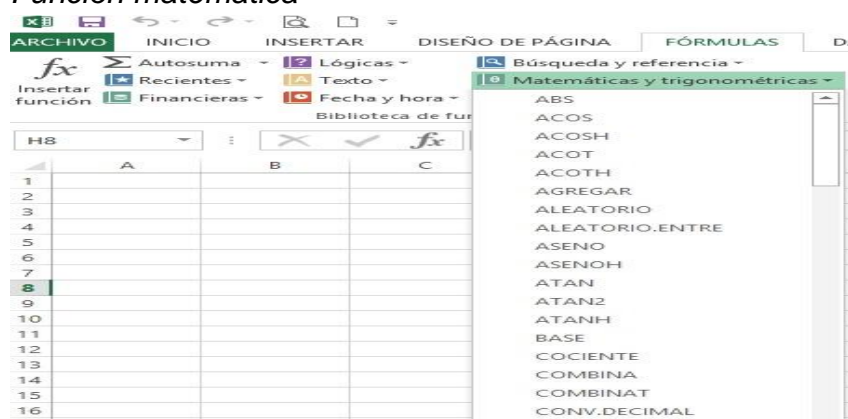 Función matemática
ARCHIVO INICIO INSERTAR DISEÑO DE PÁGINA FÓRMULAS D
fx Insertar función
Autosuma Lógicas Búsqueda y referencia
Recientes Texto Matemáticas y trigonométricas
Financieras Fecha y hora
Biblioteca de fu
H8 fx
A B C
1
2
3
4
5
6
7
8
9
10
11
12
13
14
15
16
ABS
ACOS
ACOSH
ACOT
ACOTH
AGREGAR
ALEATORIO
ALEATORIO.ENTRE
ASENO
ASENOH
ATAN
ATAN2
ATANH
BASE
COCIENTE
COMBINA
COMBINAT
CONV.DECIMAL